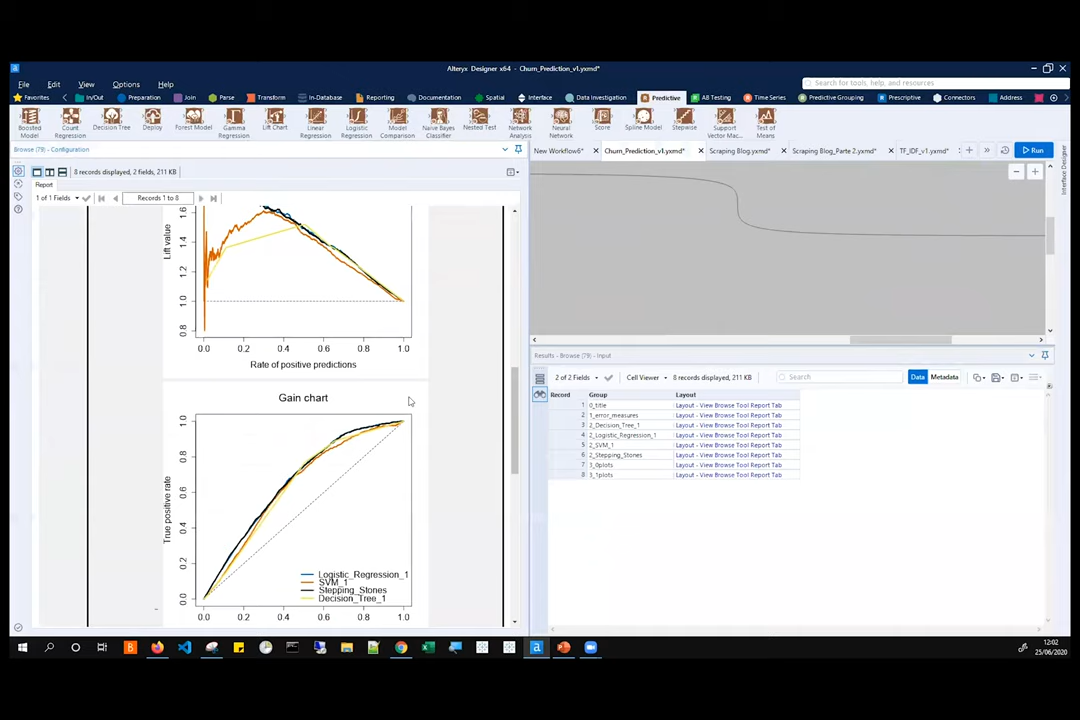 Alteryx Designer x64 - Churn_Prediction_v1.yxmd*
File Edit View Options Help
Search for tools, help, and resources
Favorites In/Out Preparation Join Parse Transform In-Database Reporting Documentation Spatial Interface Data Investigation Predictive AB Testing Time Series Predictive Grouping Prescriptive Connectors Address
Boosted Model Count Regression Decision Tree Deploy Forest Model Gamma Regression Lift Chart Linear Regression Logistic Regression Model Comparison Naive Bayes Classifier Nested Test Network Analysis Neural Network Score Spline Model Stepwise Support Vector Mac... Test of Means
Browse (79) - Configuration
New Workflow6* Churn_Prediction_v1.yxmd* Scraping Blog.yxmd* Scraping Blog_Parte 2.yxmd* TF_IDF_v1.yxmd* Run
Interface Designer
8 records displayed, 2 fields, 211 KB
Report
1 of 1 Fields Records 1 to 8
Lift value
1.6
1.4
1.2
1.0
0.8
0.0 0.2 0.4 0.6 0.8 1.0
Rate of positive predictions
Gain chart
True positive rate
1.0
0.8
0.6
0.4
0.2
0.0
Logistic_Regression_1
SVM_1
Stepping_Stones
Decision_Tree_1
0.0 0.2 0.4 0.6 0.8 1.0
Results - Browse (79) - Input
2 of 2 Fields Cell Viewer 8 records displayed, 211 KB Search Data Metadata
Record Group Layout
1 0_title Layout - View Browse Tool Report Tab
2 1_error_measures Layout - View Browse Tool Report Tab
3 2_Decision_Tree_1 Layout - View Browse Tool Report Tab
4 2_Logistic_Regression_1 Layout - View Browse Tool Report Tab
5 2_SVM_1 Layout - View Browse Tool Report Tab
6 2_Stepping_Stones Layout - View Browse Tool Report Tab
7 3_0plots Layout - View Browse Tool Report Tab
8 3_1plots Layout - View Browse Tool Report Tab
12:02
25/06/2020